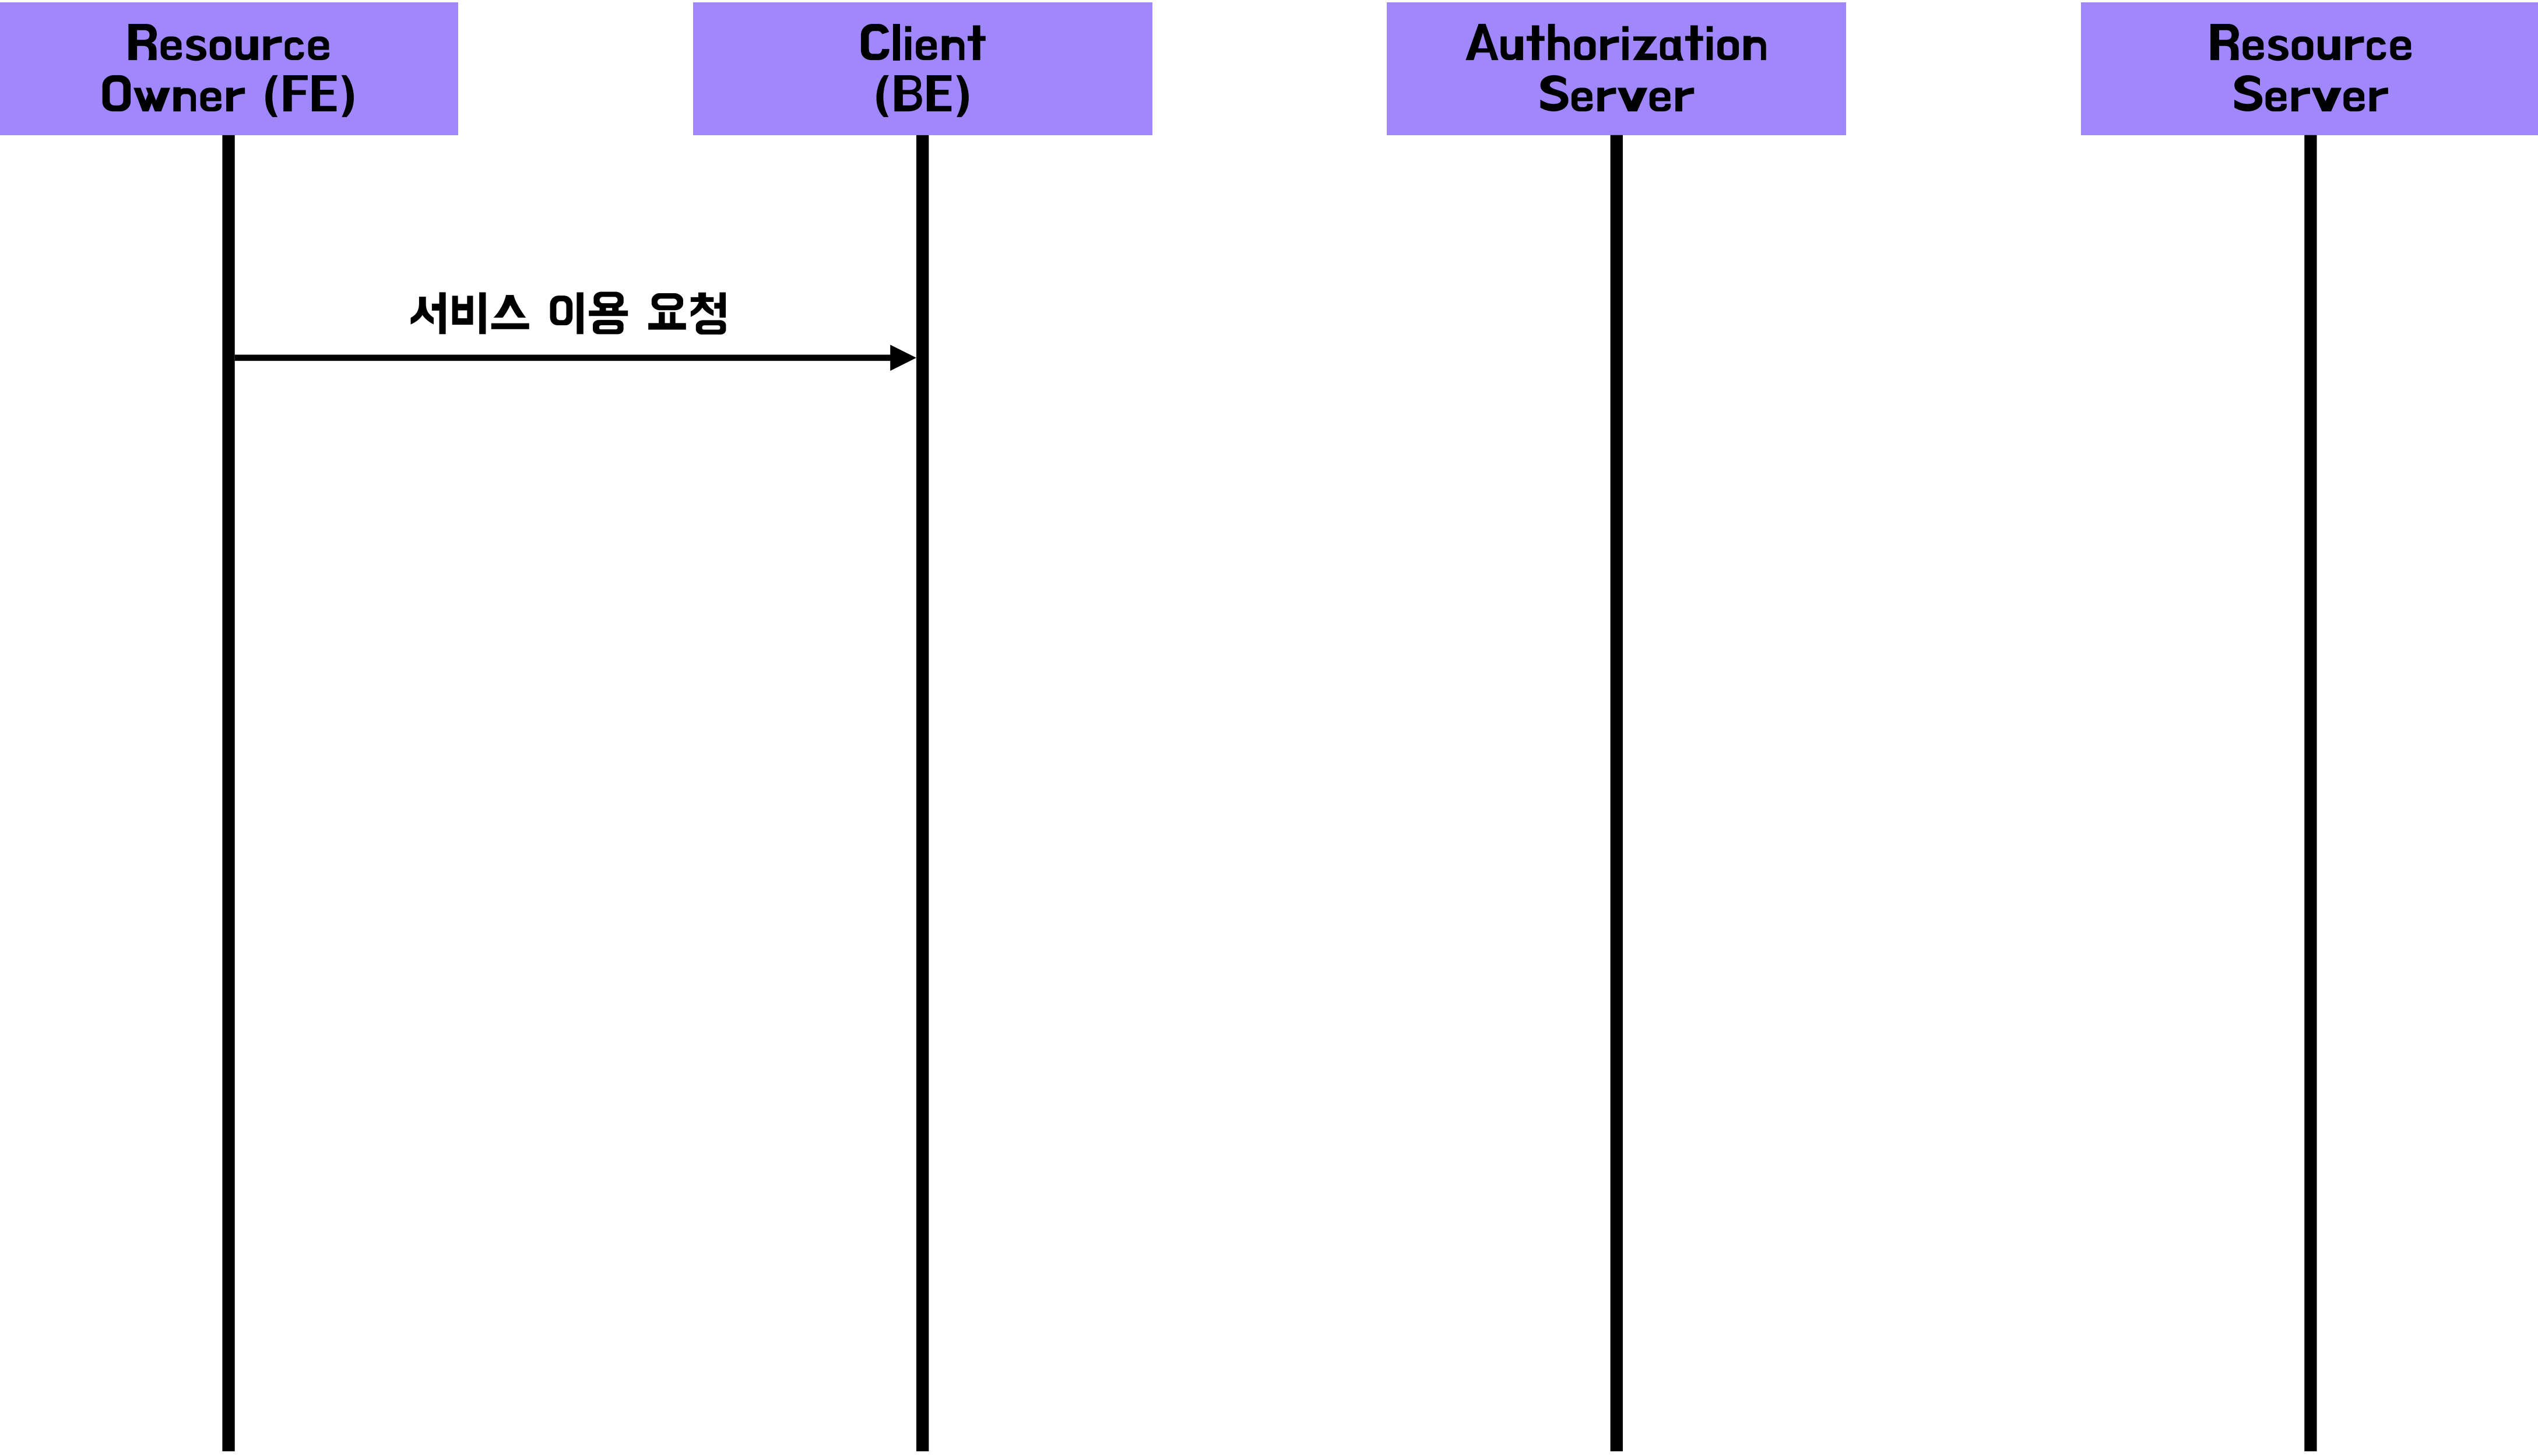 Resource
Owner (FE)
Client
(BE)
Authorization
Server
Resource
Server
서비스 이용 요청